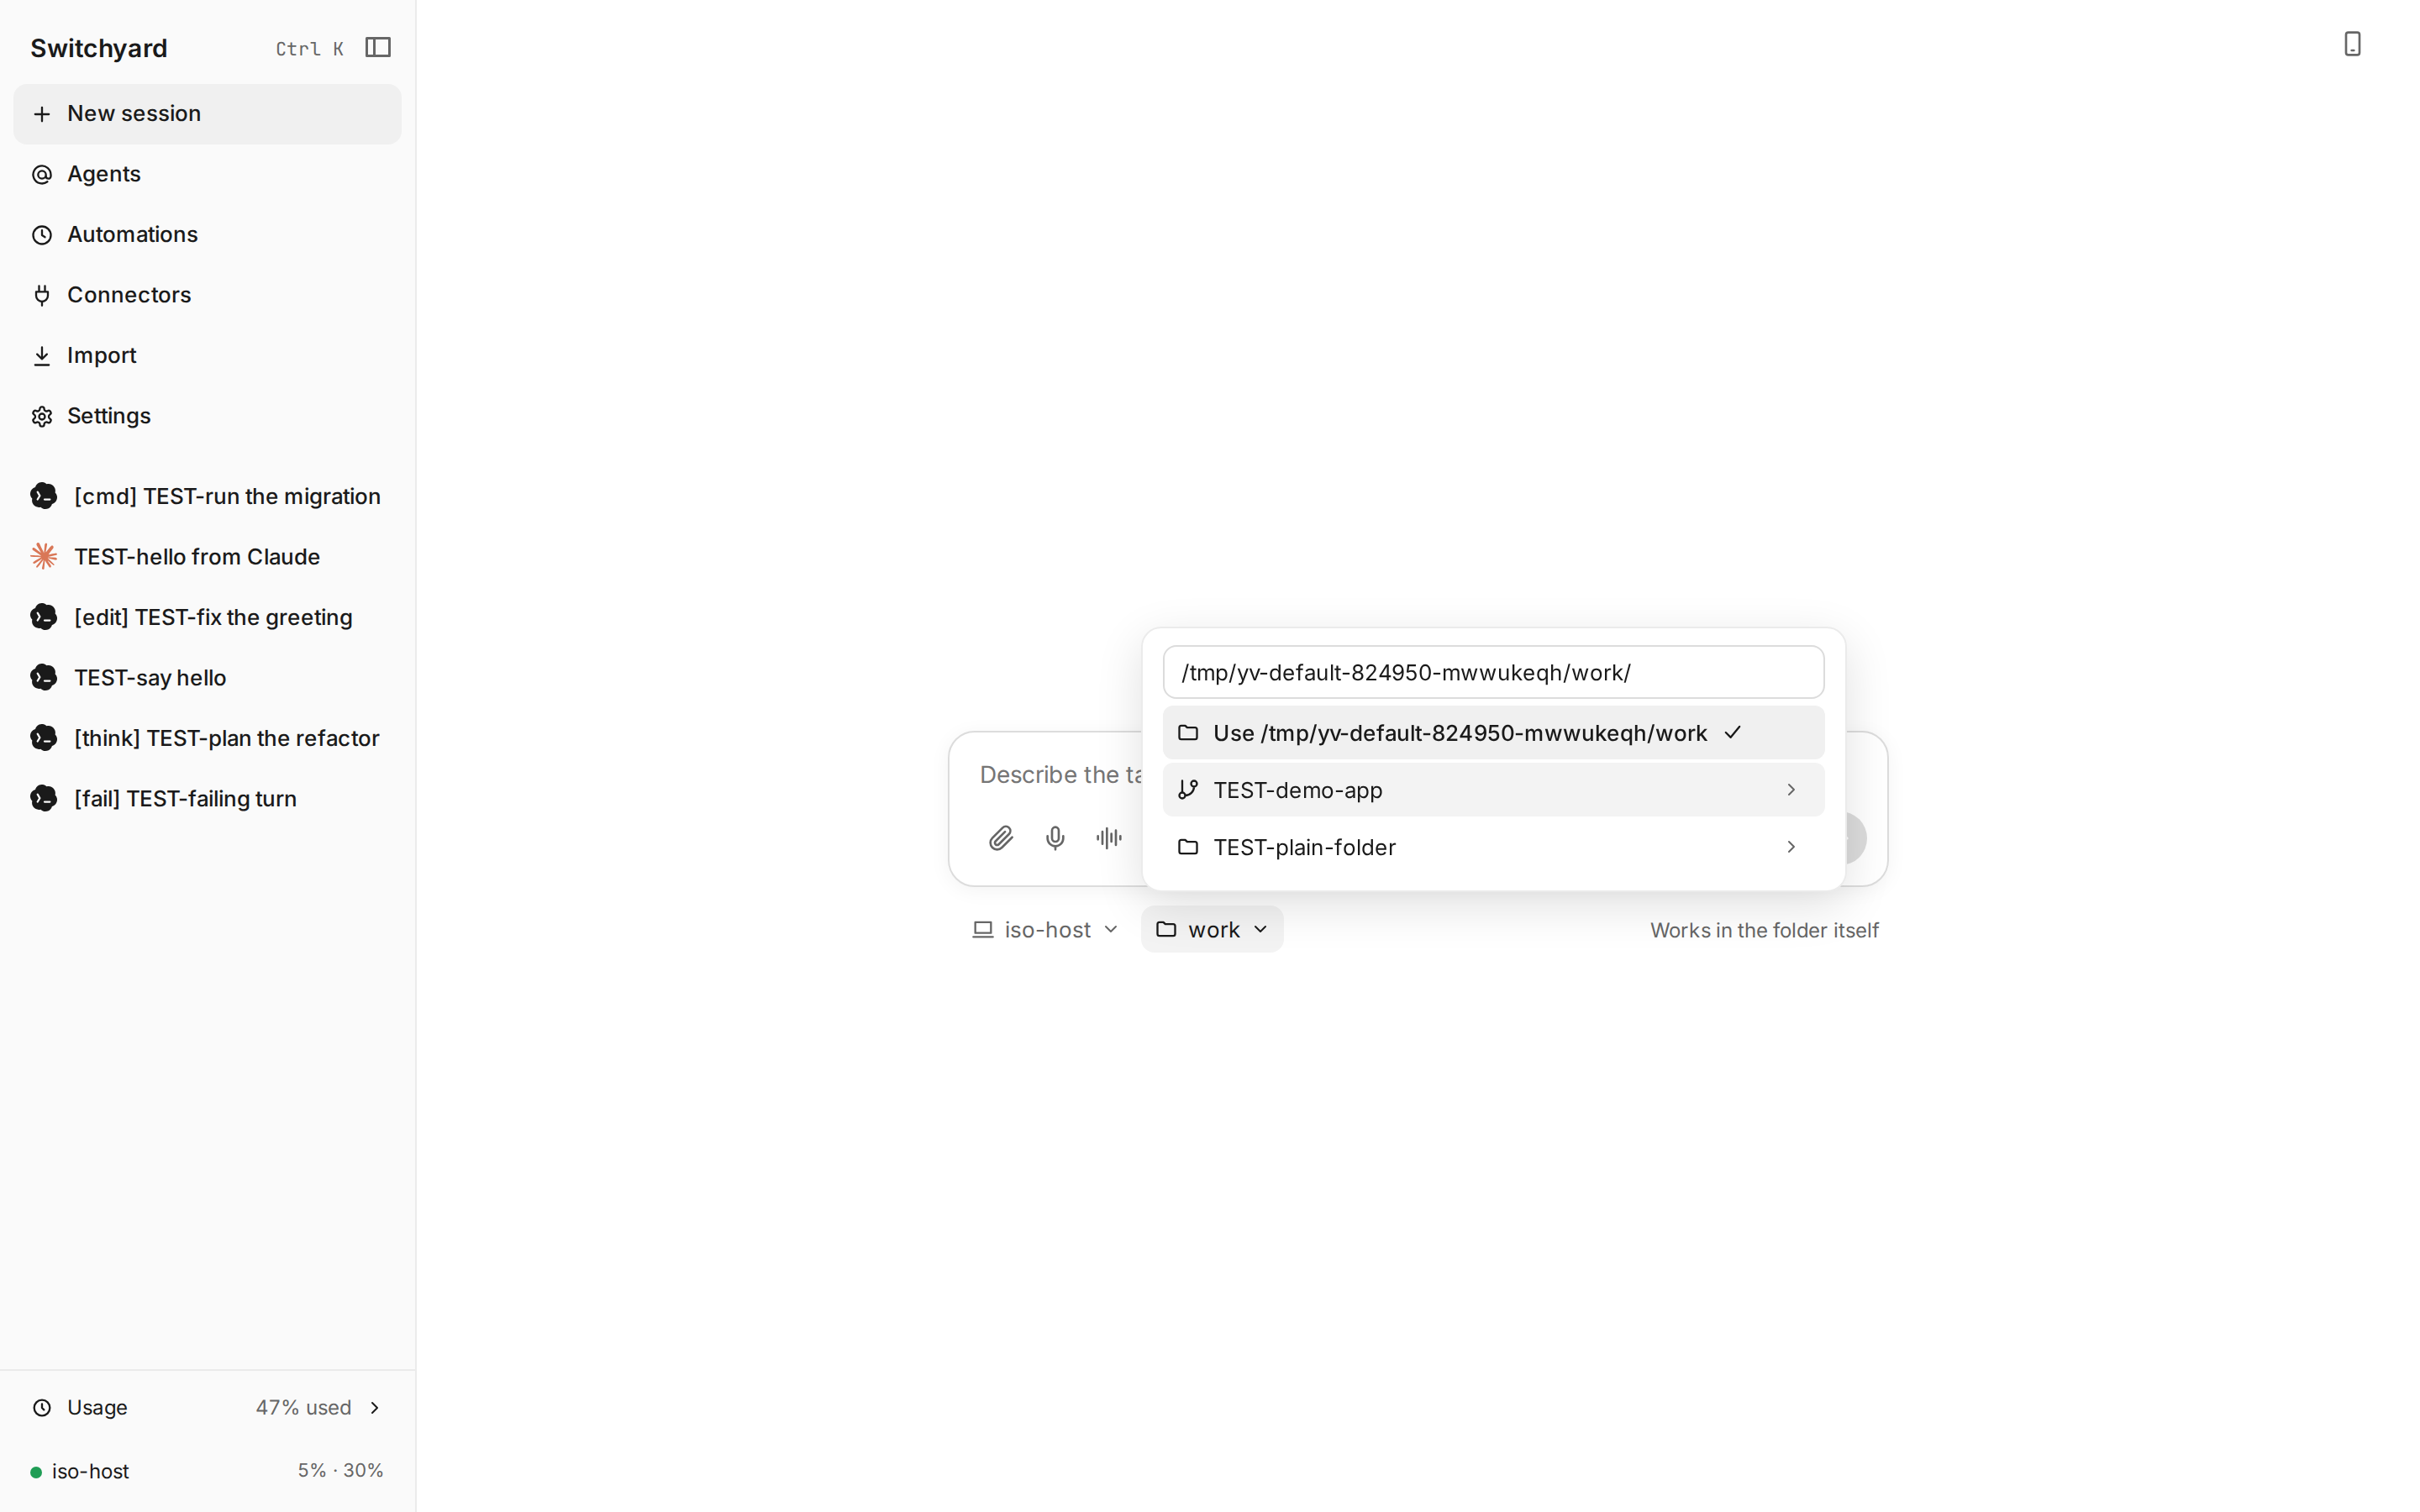 Switchyard Ctrl K
New session
Agents
Automations
Connectors
Import
Settings
[cmd] TEST-run the migration
TEST-hello from Claude
[edit] TEST-fix the greeting
TEST-say hello
[think] TEST-plan the refactor
[fail] TEST-failing turn
Usage 47% used
iso-host 5% · 30%
/tmp/yv-default-824950-mwwukeqh/work/
Use /tmp/yv-default-824950-mwwukeqh/work
TEST-demo-app
TEST-plain-folder
Describe the
iso-host work Works in the folder itself